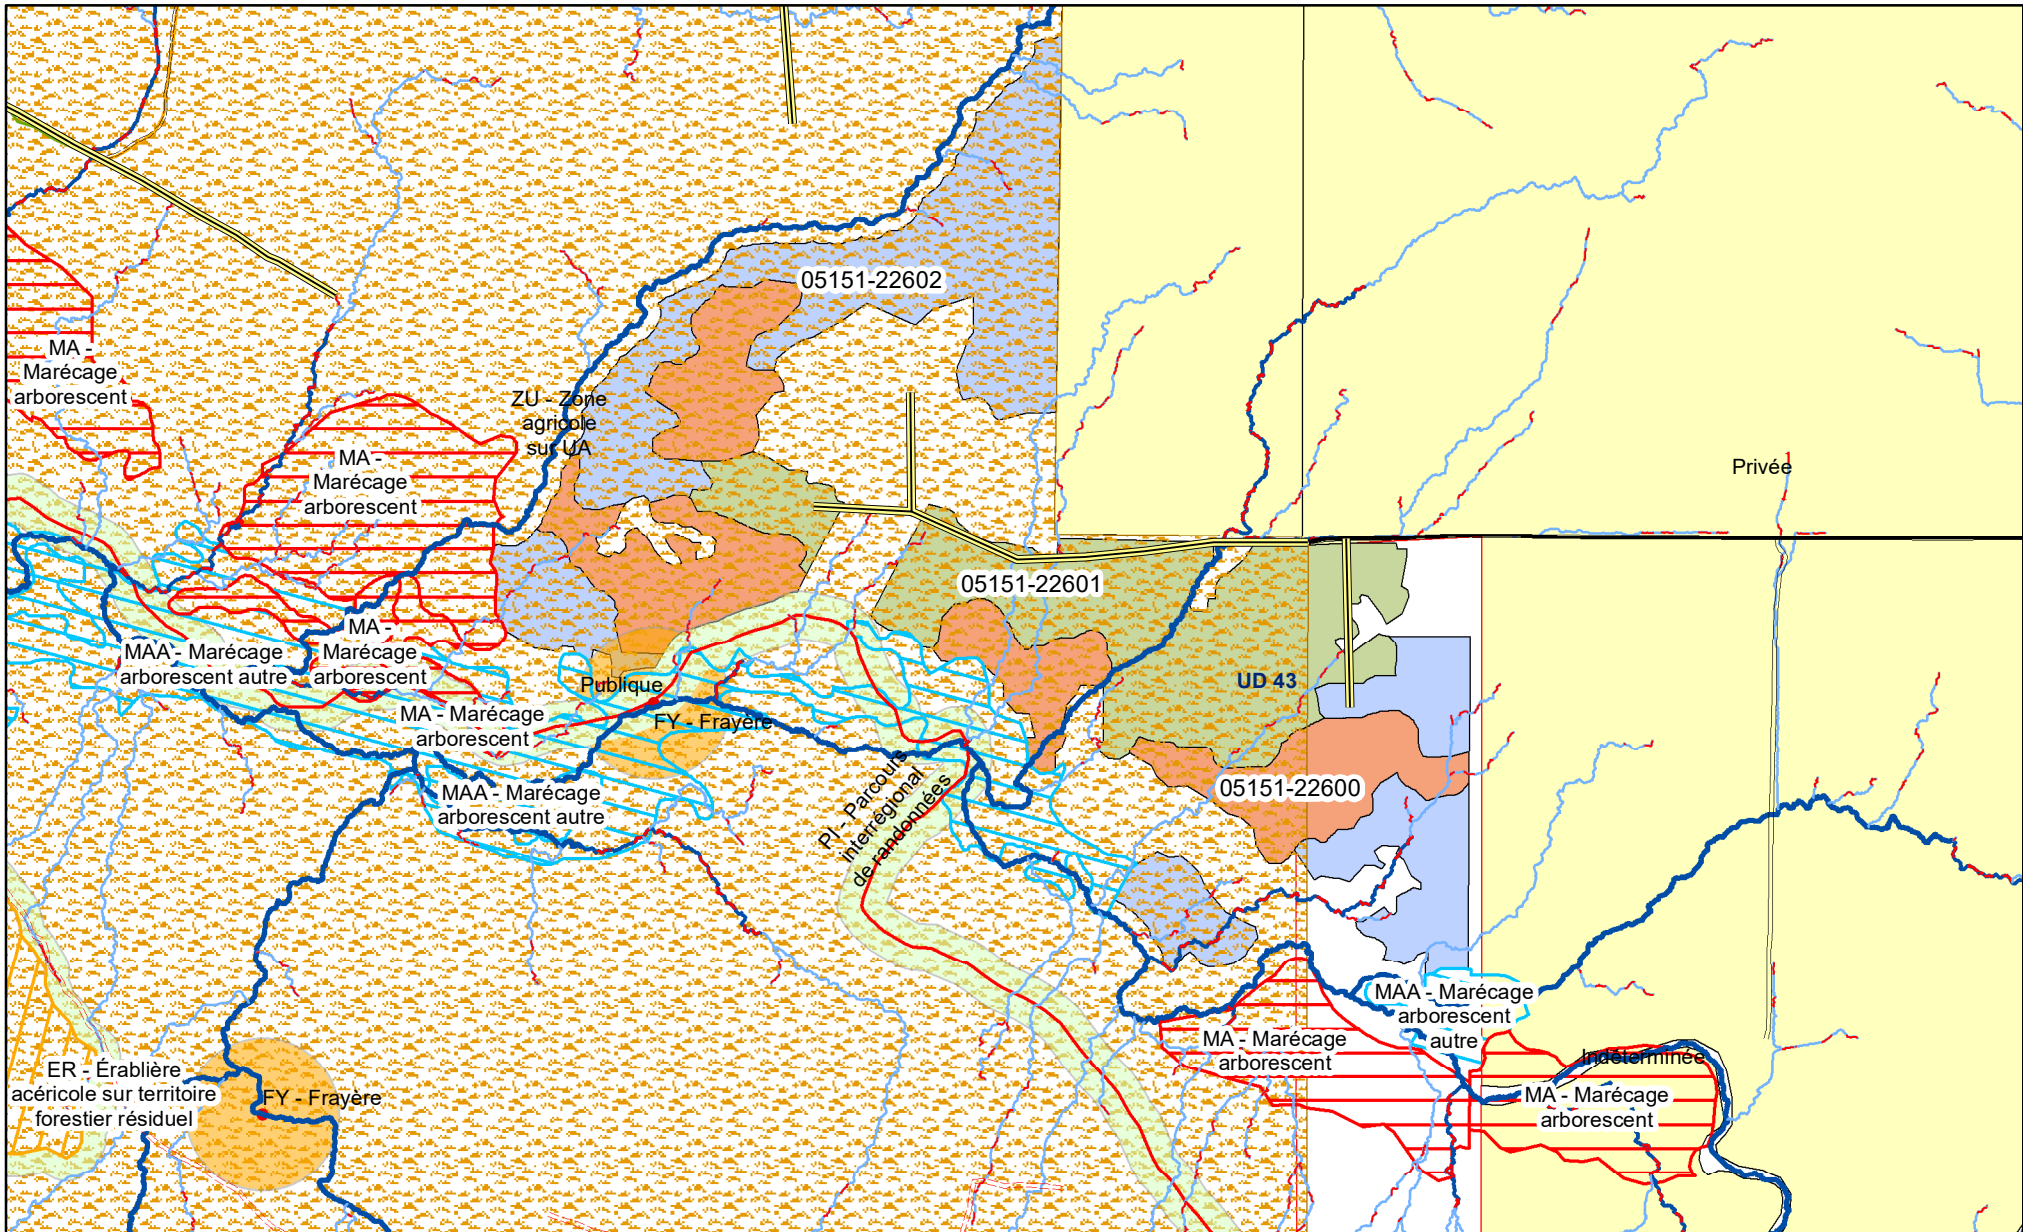 05151-22602
MA -
Marécage
arborescent
ZU - Zone
agricole
sur UA
MA -
Marécage
arborescent
Privée
05151-22601
MA -
Marécage
arborescent
MAA - Marécage
arborescent autre
UD 43
Publique
MA - Marécage
arborescent
FY - Frayère
PI - Parcours
interrégional
de randonnées
05151-22600
MAA - Marécage
arborescent autre
MAA - Marécage
arborescent
autre
MA - Marécage
arborescent
Indéterminée
ER - Érablière
acéricole sur territoire
forestier résiduel
FY - Frayère
MA - Marécage
arborescent